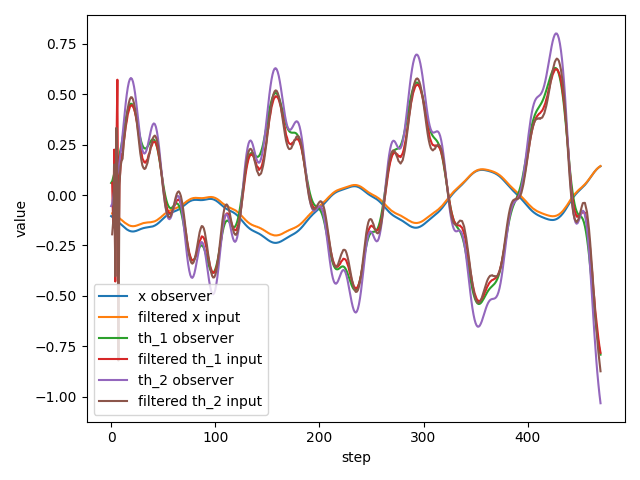 0.75
0.50
0.25
0.00
−0.25
−0.50
−0.75
−1.00
value
x observer
filtered x input
th_1 observer
filtered th_1 input
th_2 observer
filtered th_2 input
0 100 200 300 400
step